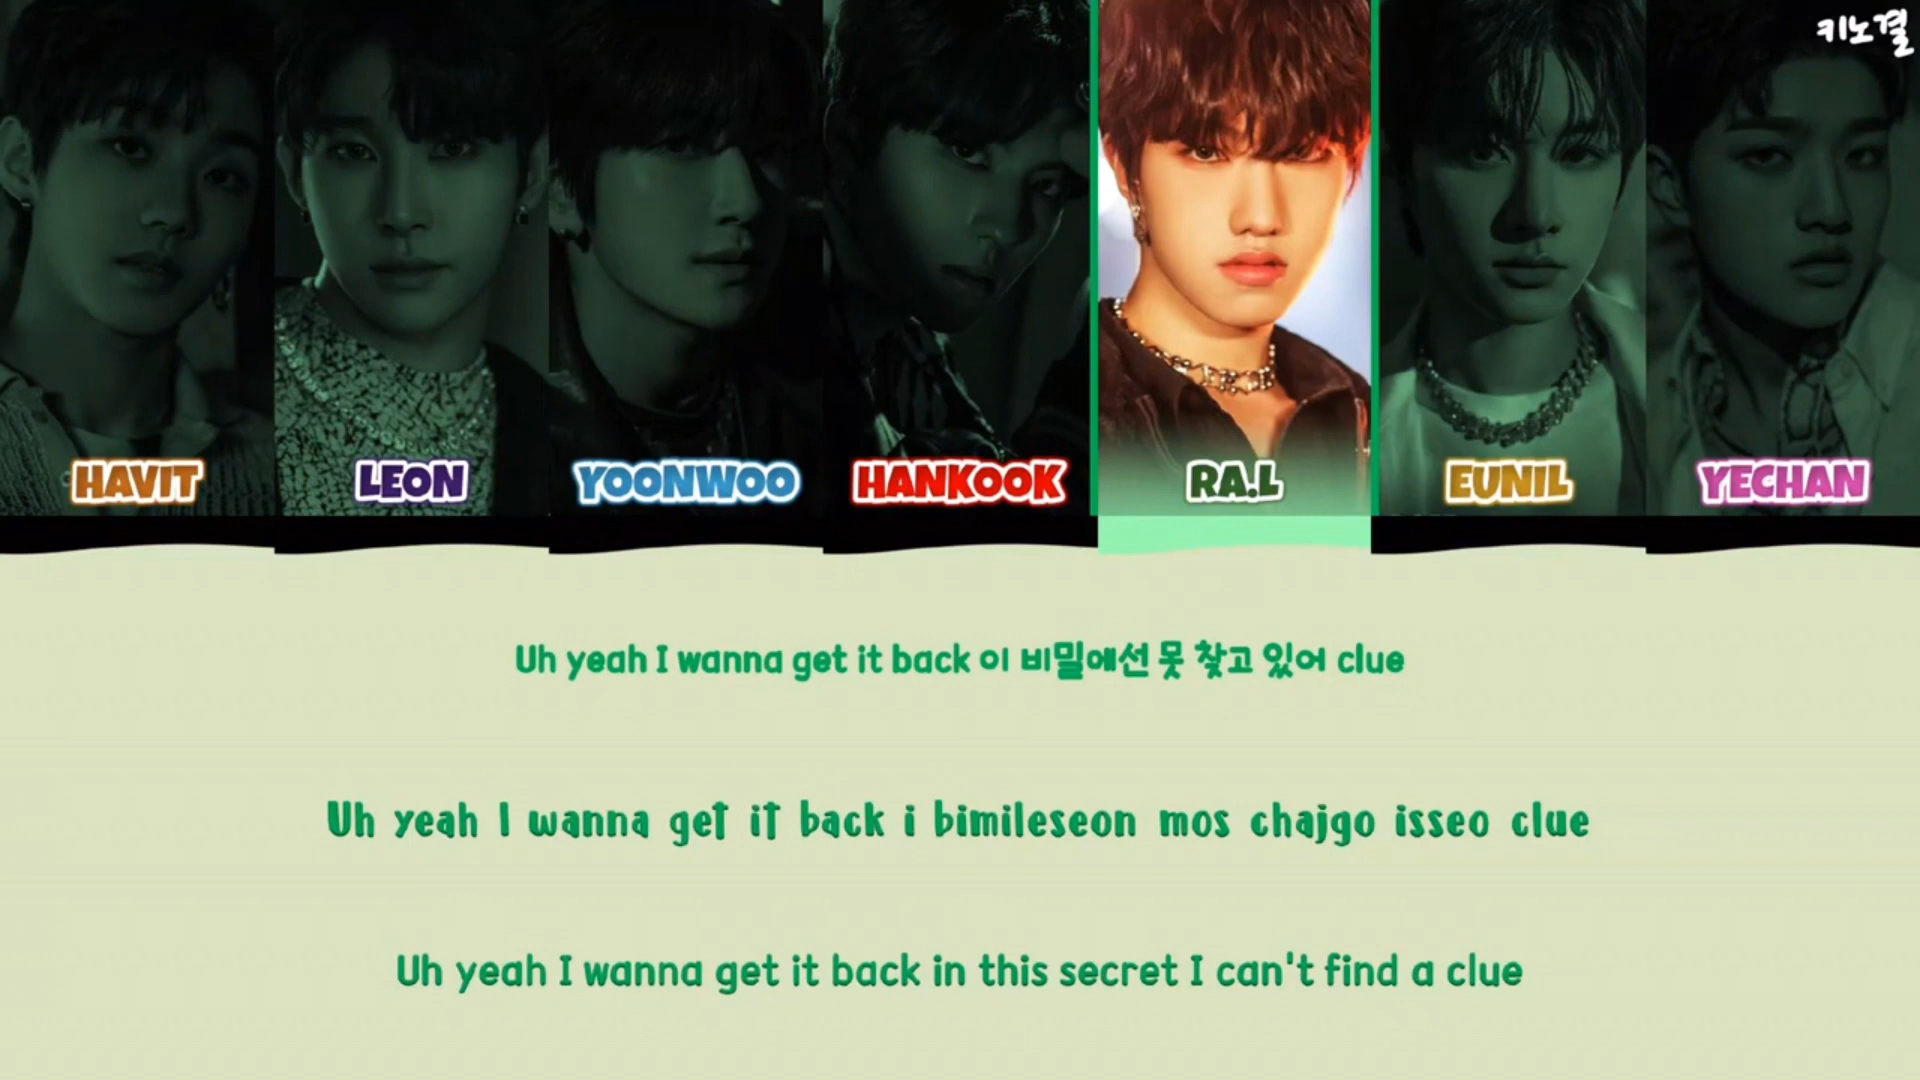 키노결
HAVIT
LEON
YOONWOO
HANKOOK
RA.L
EUNIL
YECHAN
Uh yeah I wanna get it back 이 비밀에선 못 찾고 있어 clue
Uh yeah I wanna get it back i bimileseon mos chajgo isseo clue
Uh yeah I wanna get it back in this secret I can't find a clue